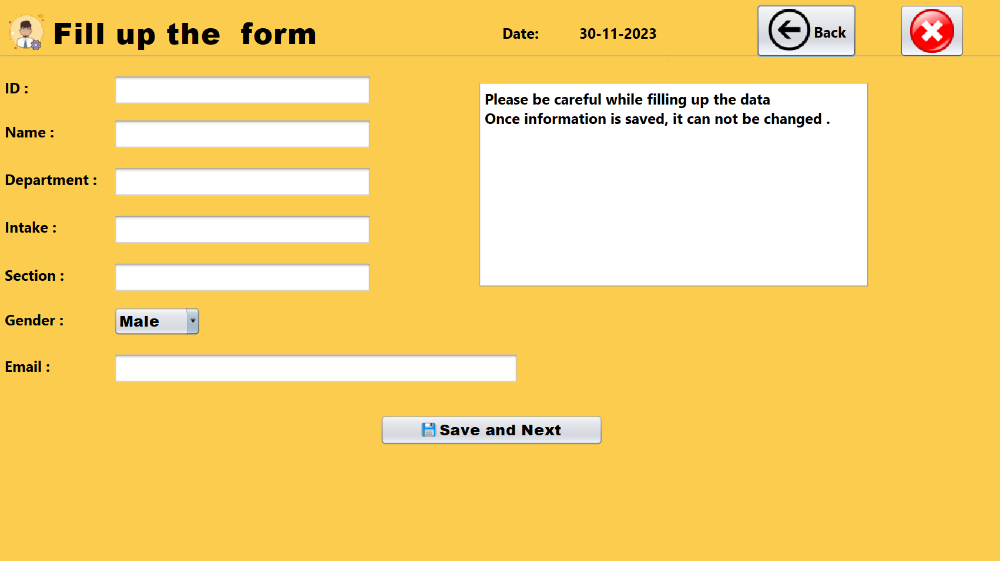 Fill up the  form
Date: 30-11-2023
Back
ID :
Name :
Department :
Intake :
Section :
Gender : Male
Email :
Please be careful while filling up the data
Once information is saved, it can not be changed .
Save and Next